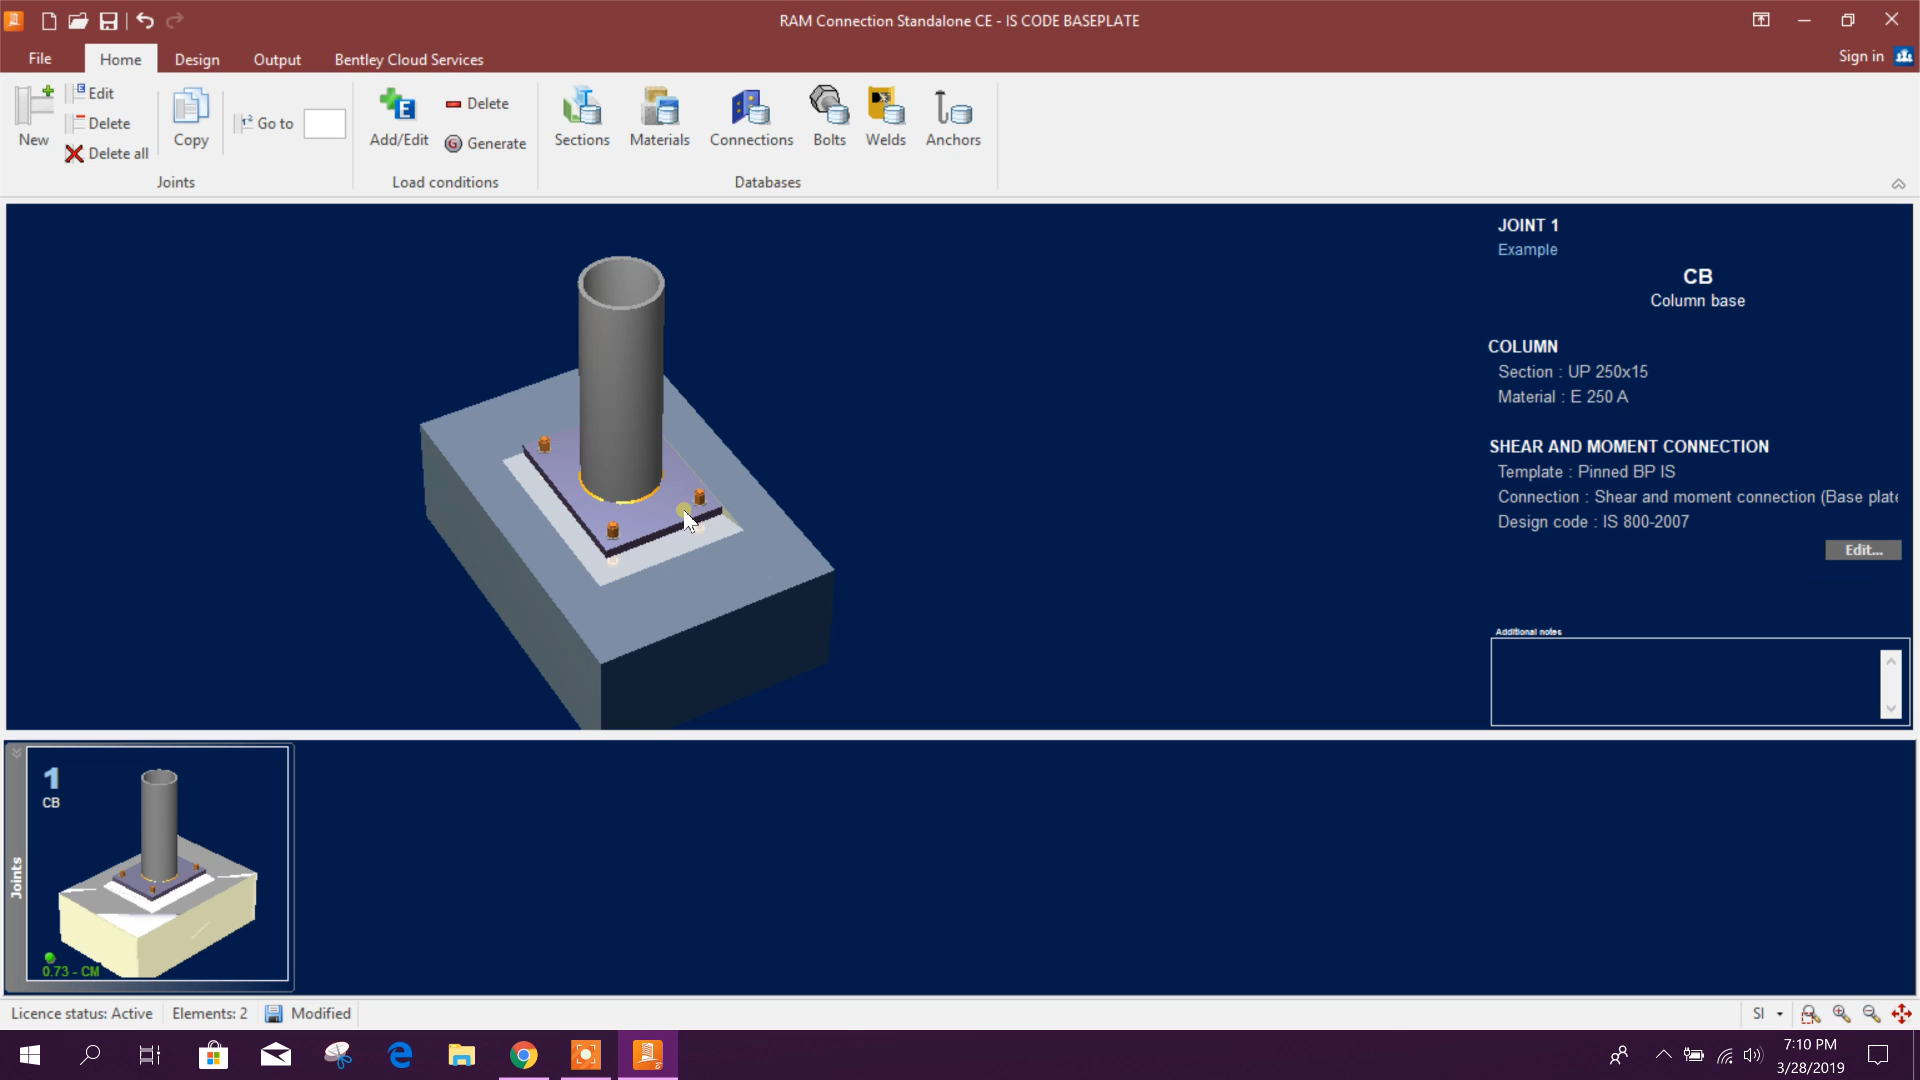 RAM Connection Standalone CE - IS CODE BASEPLATE
File
Home
Design
Output
Bentley Cloud Services
Sign in
New
Edit
Delete
Delete all
Copy
Go to
Joints
Add/Edit
Delete
Generate
Load conditions
Sections
Materials
Connections
Bolts
Welds
Anchors
Databases
JOINT 1
Example
CB
Column base
COLUMN
Section : UP 250x15
Material : E 250 A
SHEAR AND MOMENT CONNECTION
Template : Pinned BP IS
Connection : Shear and moment connection (Base plate
Design code : IS 800-2007
Edit...
Additional notes
Joints
1
CB
0.73 - CM
Licence status: Active
Elements: 2
Modified
SI
7:10 PM
3/28/2019